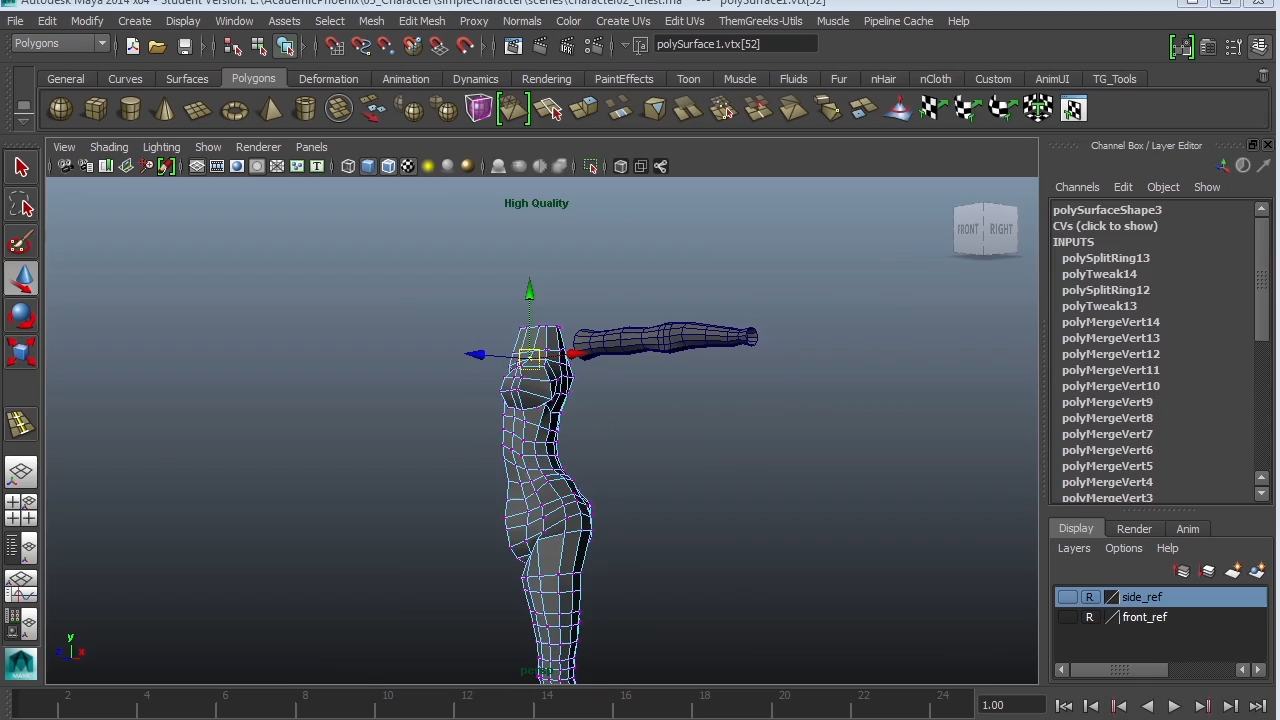 Autodesk Maya 2014 x64 - Student Version: E:\AcademicPhoenix\05_Character\simpleCharacter\scenes\character02_chest.ma* --- polySurface1.vtx[52]
File Edit Modify Create Display Window Assets Select Mesh Edit Mesh Proxy Normals Color Create UVs Edit UVs ThemGreeks-Utils Muscle Pipeline Cache Help
Polygons polySurface1.vtx[52]
General Curves Surfaces Polygons Deformation Animation Dynamics Rendering PaintEffects Toon Muscle Fluids Fur nHair nCloth Custom AnimUI TG_Tools
View Shading Lighting Show Renderer Panels
Channel Box / Layer Editor
Channels Edit Object Show
High Quality
FRONT RIGHT
polySurfaceShape3
CVs (click to show)
INPUTS
polySplitRing13
polyTweak14
polySplitRing12
polyTweak13
polyMergeVert14
polyMergeVert13
polyMergeVert12
polyMergeVert11
polyMergeVert10
polyMergeVert9
polyMergeVert8
polyMergeVert7
polyMergeVert6
polyMergeVert5
polyMergeVert4
polyMergeVert3
Display Render Anim
Layers Options Help
R side_ref
R front_ref
y
z x
2 4 6 8 10 12 14 16 18 20 22 24 1.00